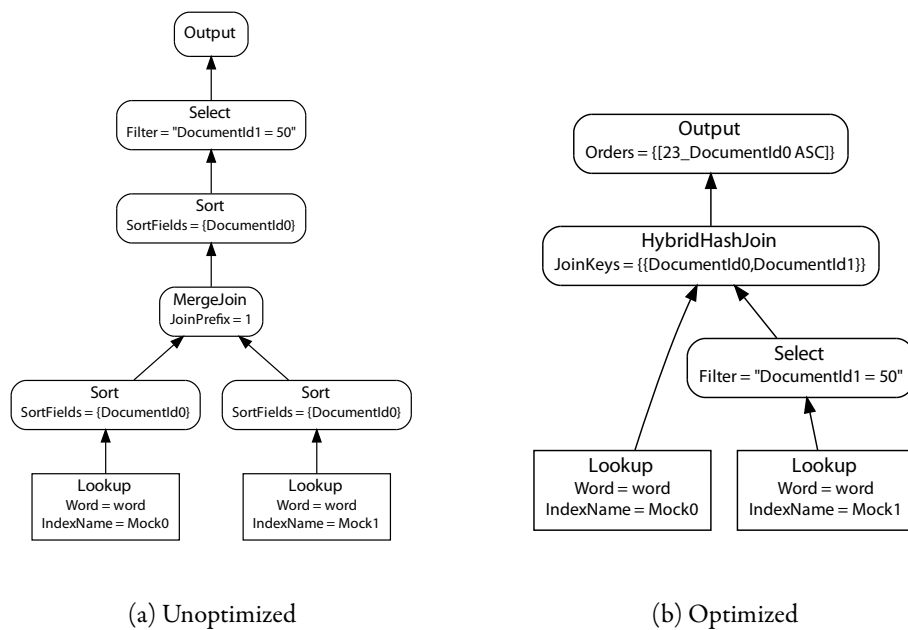 Output
Select
Filter = "DocumentId1 = 50"
Sort
SortFields = {DocumentId0}
MergeJoin
JoinPrefix = 1
Sort
SortFields = {DocumentId0}
Sort
SortFields = {DocumentId0}
Lookup
Word = word
IndexName = Mock0
Lookup
Word = word
IndexName = Mock1
(a) Unoptimized
Output
Orders = {[23_DocumentId0 ASC]}
HybridHashJoin
JoinKeys = {{DocumentId0,DocumentId1}}
Select
Filter = "DocumentId1 = 50"
Lookup
Word = word
IndexName = Mock0
Lookup
Word = word
IndexName = Mock1
(b) Optimized